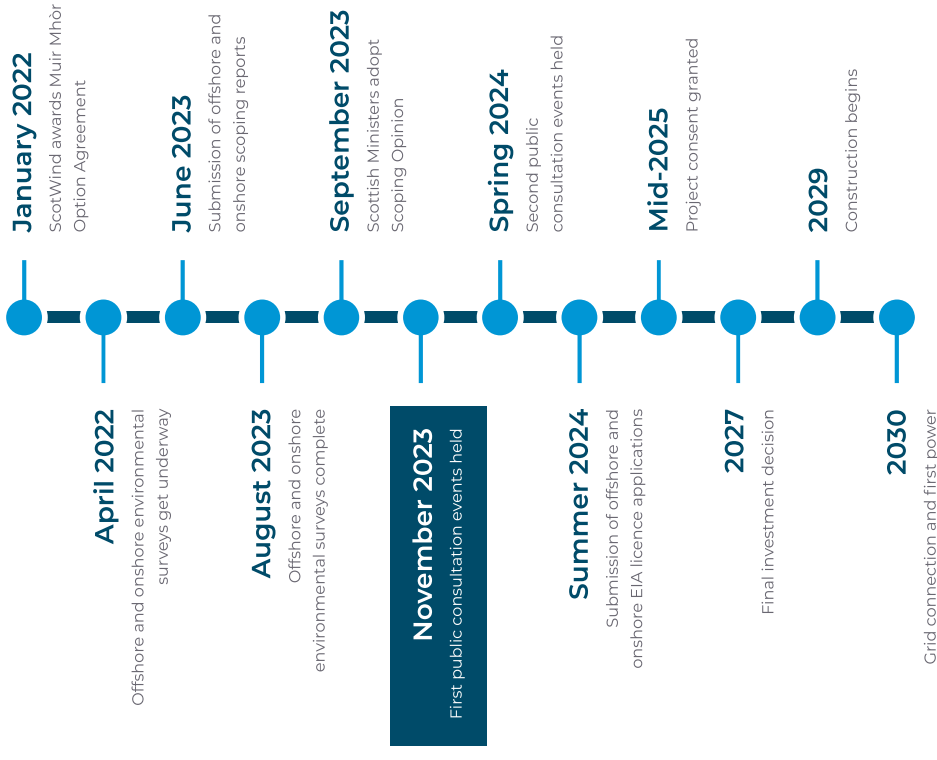 January 2022
ScotWind awards Muir Mhòr
Option Agreement
April 2022
Offshore and onshore environmental
surveys get underway
June 2023
Submission of offshore and
onshore scoping reports
August 2023
Offshore and onshore
environmental surveys complete
September 2023
Scottish Ministers adopt
Scoping Opinion
November 2023
First public consultation events held
Spring 2024
Second public
consultation events held
Summer 2024
Submission of offshore and
onshore EIA licence applications
Mid-2025
Project consent granted
2027
Final investment decision
2029
Construction begins
2030
Grid connection and first power